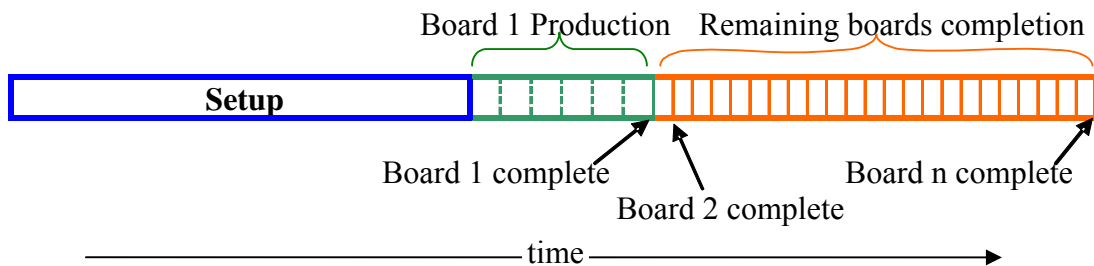 Board 1 Production
Remaining boards completion
Setup
Board 1 complete
Board n complete
Board 2 complete
time